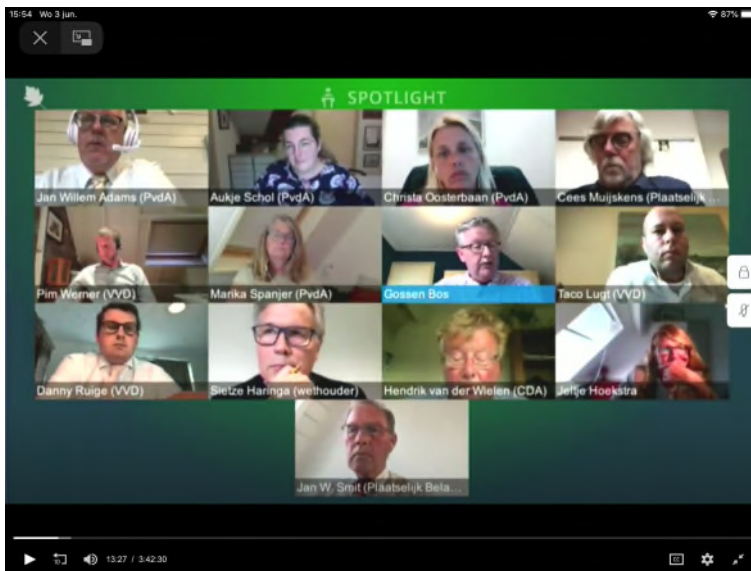 15:54 Wo 3 jun.
87%
SPOTLIGHT
Jan Willem Adams (PvdA)
Aukje Schol (PvdA)
Christa Oosterbaan (PvdA)
Cees Muijskens (Plaatselijk ...
Pim Werner (VVD)
Marika Spanjer (PvdA)
Gossen Bos
Taco Lugt (VVD)
Danny Ruige (VVD)
Sietze Haringa (wethouder)
Hendrik van der Wielen (CDA)
Jeltje Hoekstra
Jan W. Smit (Plaatselijk Bela...
10
13:27 / 3:42:30
CC